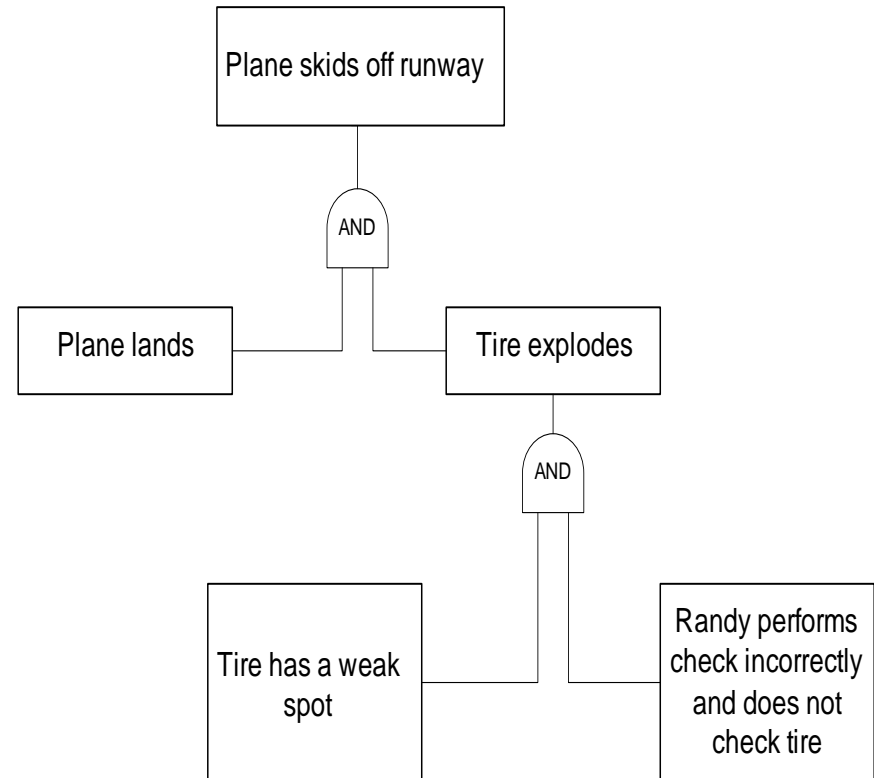 Plane skids off runway
AND
Plane lands
Tire explodes
AND
Tire has a weak
spot
Randy performs
check incorrectly
and does not
check tire